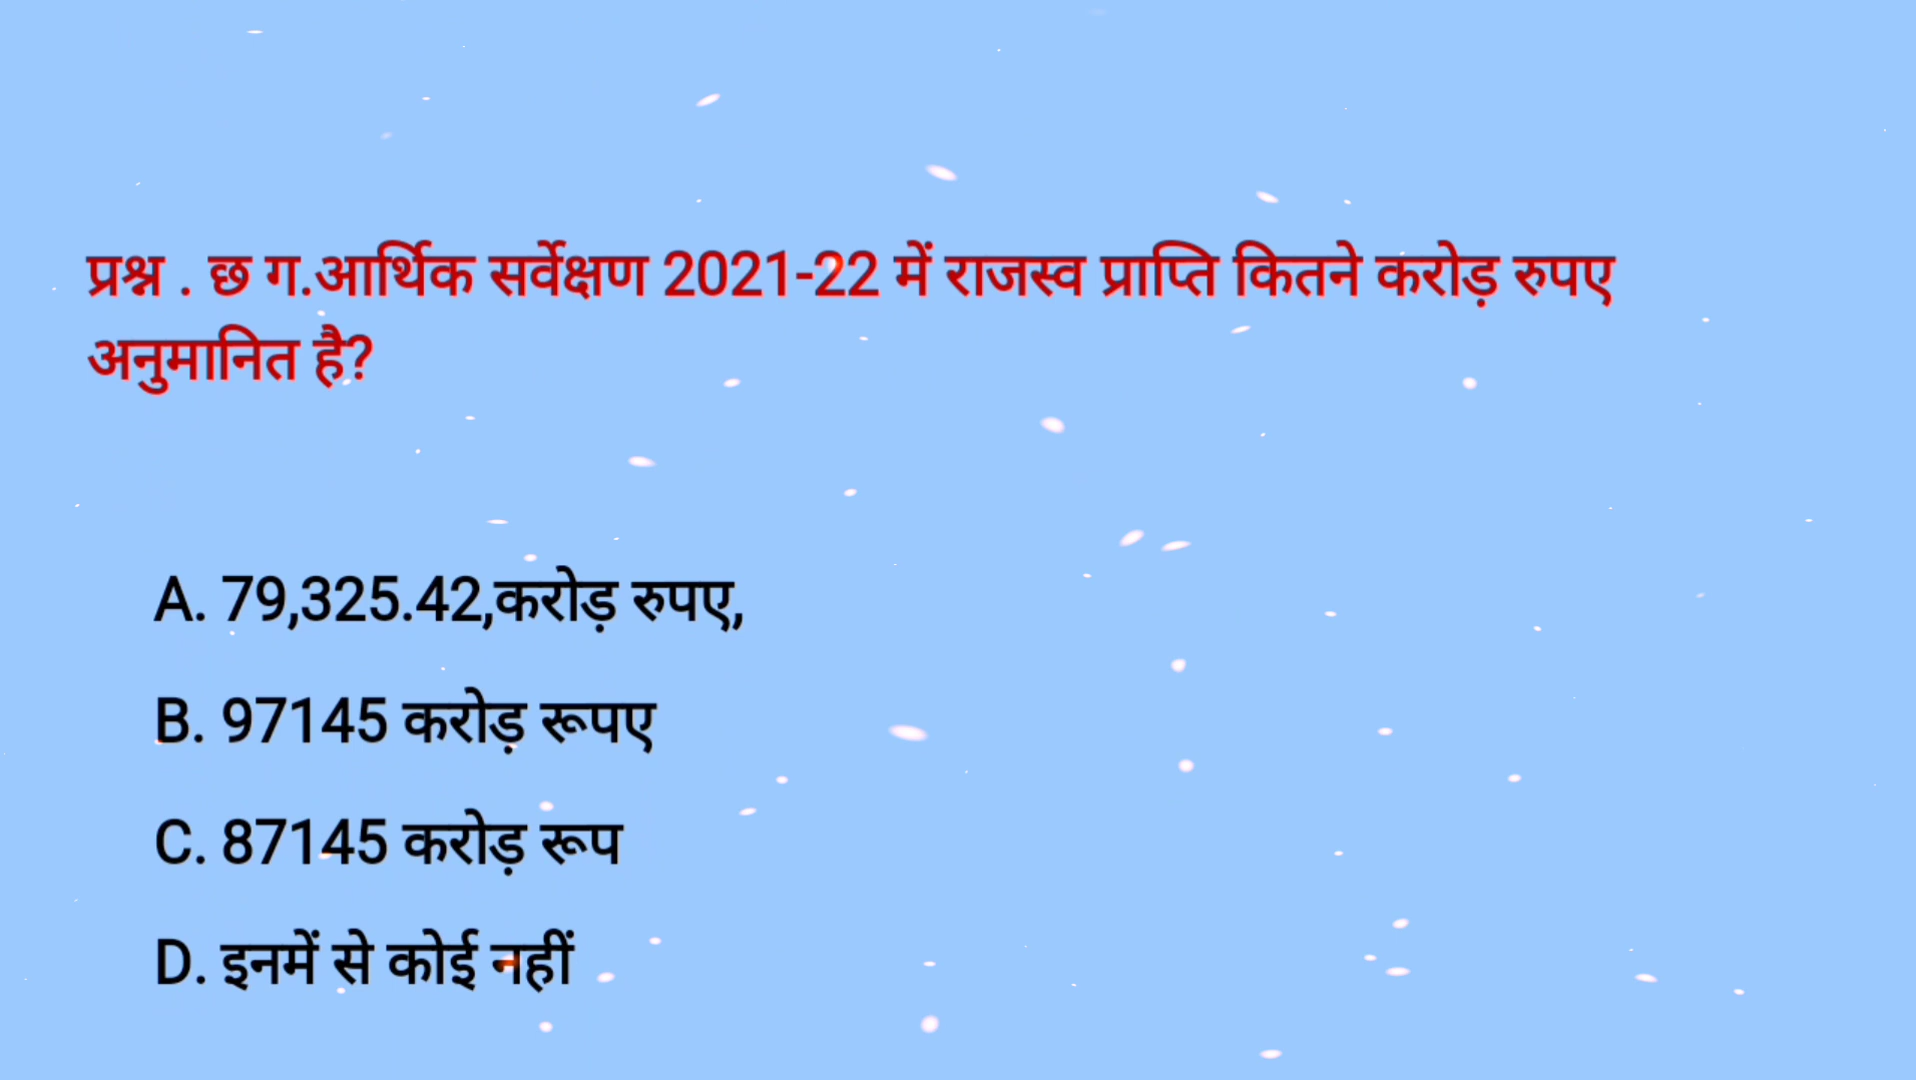 प्रश्न . छ ग.आर्थिक सर्वेक्षण 2021-22 में राजस्व प्राप्ति कितने करोड़ रुपए
अनुमानित है?
A. 79,325.42,करोड़ रुपए,
B. 97145 करोड़ रूपए
C. 87145 करोड़ रूप
D. इनमें से कोई नहीं